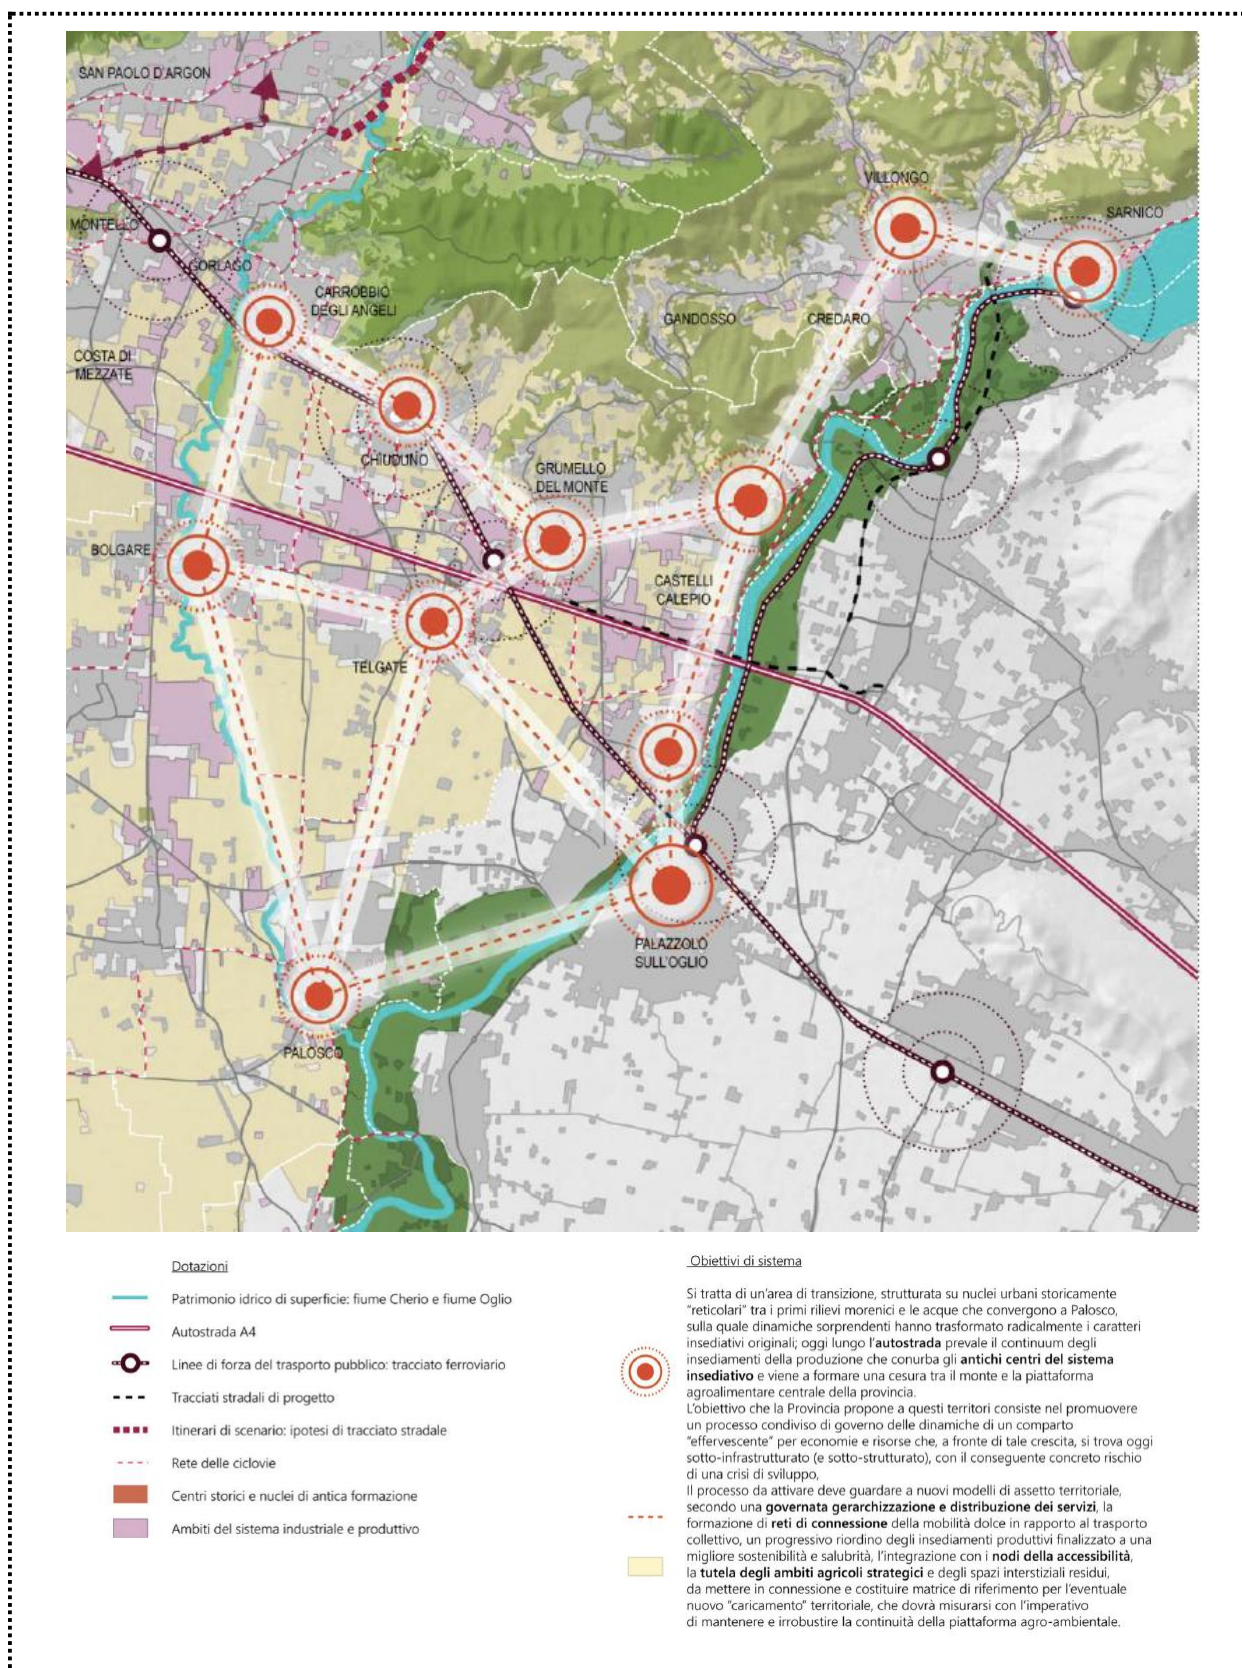 SAN PAOLO D'ARGON
VILLONGO
SARNICO
MONTELLO
GORLAGO
CARROBBIO
DEGLI ANGELI
GANDOSSO
CREDARO
COSTA DI
MEZZATE
CHIUDUNO
GRUMELLO
DEL MONTE
BOLGARE
CASTELLI
CALEPIO
TELGATE
PALAZZOLO
SULL'OGLIO
PALOSCO
Dotazioni
Patrimonio idrico di superficie: fiume Cherio e fiume Oglio
Autostrada A4
Linee di forza del trasporto pubblico: tracciato ferroviario
Tracciati stradali di progetto
Itinerari di scenario: ipotesi di tracciato stradale
Rete delle ciclovie
Centri storici e nuclei di antica formazione
Ambiti del sistema industriale e produttivo
Obiettivi di sistema
Si tratta di un'area di transizione, strutturata su nuclei urbani storicamente
"reticolari" tra i primi rilievi morenici e le acque che convergono a Palosco,
sulla quale dinamiche sorprendenti hanno trasformato radicalmente i caratteri
insediativi originali; oggi lungo l'autostrada prevale il continuum degli
insediamenti della produzione che conurba gli antichi centri del sistema
insediativo e viene a formare una cesura tra il monte e la piattaforma
agroalimentare centrale della provincia.
L'obiettivo che la Provincia propone a questi territori consiste nel promuovere
un processo condiviso di governo delle dinamiche di un comparto
"effervescente" per economie e risorse che, a fronte di tale crescita, si trova oggi
sotto-infrastrutturato (e sotto-strutturato), con il conseguente concreto rischio
di una crisi di sviluppo,
Il processo da attivare deve guardare a nuovi modelli di assetto territoriale,
secondo una governata gerarchizzazione e distribuzione dei servizi, la
formazione di reti di connessione della mobilità dolce in rapporto al trasporto
collettivo, un progressivo riordino degli insediamenti produttivi finalizzato a una
migliore sostenibilità e salubrità, l'integrazione con i nodi della accessibilità,
la tutela degli ambiti agricoli strategici e degli spazi interstiziali residui,
da mettere in connessione e costituire matrice di riferimento per l'eventuale
nuovo "caricamento" territoriale, che dovrà misurarsi con l'imperativo
di mantenere e irrobustire la continuità della piattaforma agro-ambientale.